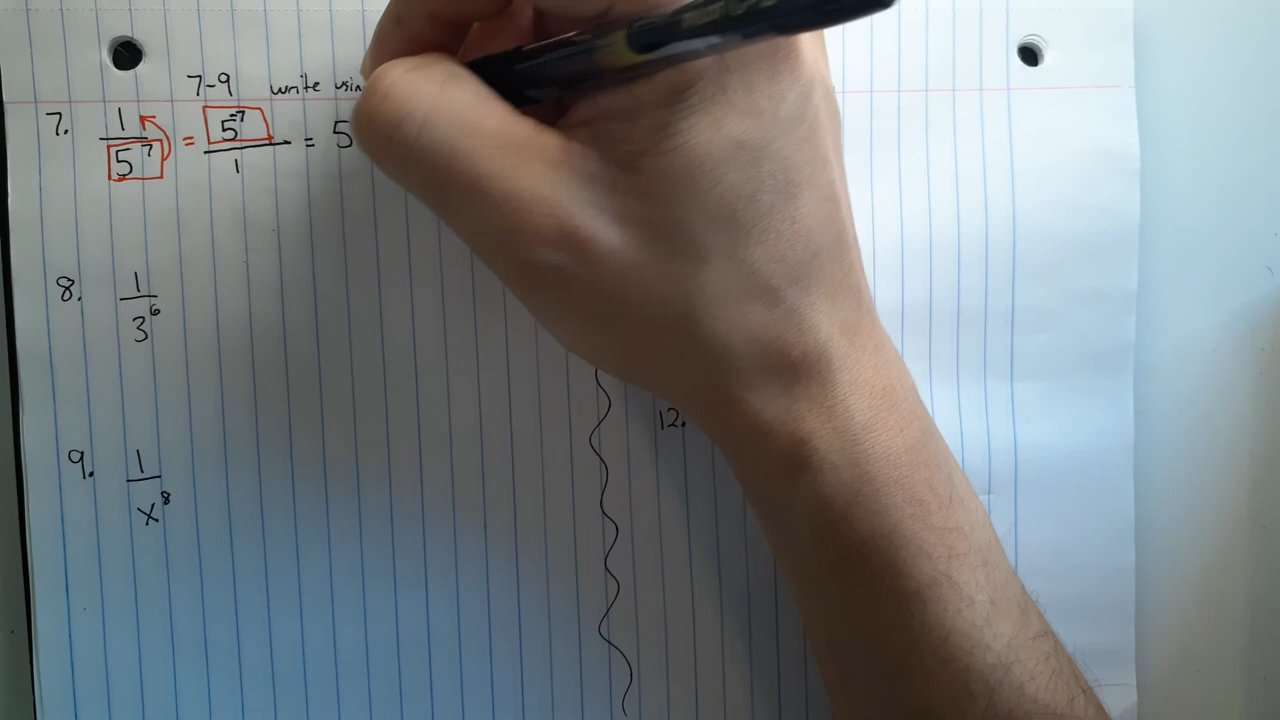 7-9 write
7. 1/5^7 = 5^-7/1 = 5
8. 1/3^6
9. 1/x^8
12.